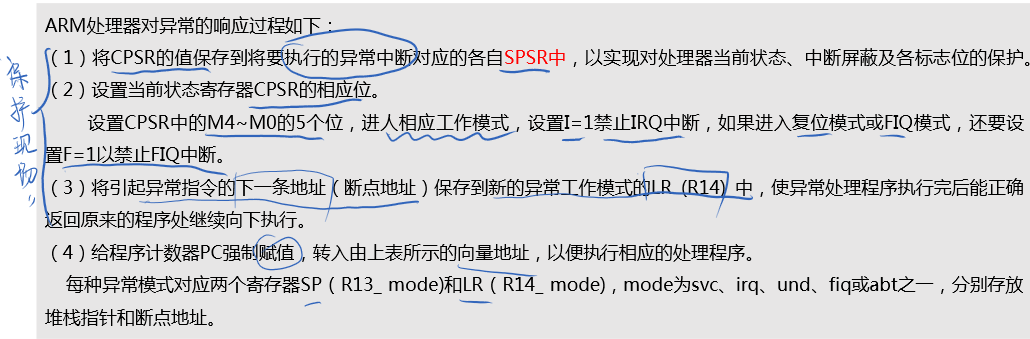 ARM处理器对异常的响应过程如下：
（1）将CPSR的值保存到将要执行的异常中断对应的各自SPSR中，以实现对处理器当前状态、中断屏蔽及各标志位的保护。
（2）设置当前状态寄存器CPSR的相应位。
设置CPSR中的M4~M0的5个位，进人相应工作模式，设置I=1禁止IRQ中断，如果进入复位模式或FIQ模式，还要设
置F=1以禁止FIQ中断。
（3）将引起异常指令的下一条地址（断点地址）保存到新的异常工作模式的LR (R14) 中，使异常处理程序执行完后能正确
返回原来的程序处继续向下执行。
（4）给程序计数器PC强制赋值，转入由上表所示的向量地址，以便执行相应的处理程序。
每种异常模式对应两个寄存器SP（R13_ mode)和LR（R14_ mode)，mode为svc、irq、und、fiq或abt之一，分别存放
堆栈指针和断点地址。
“保护现场”